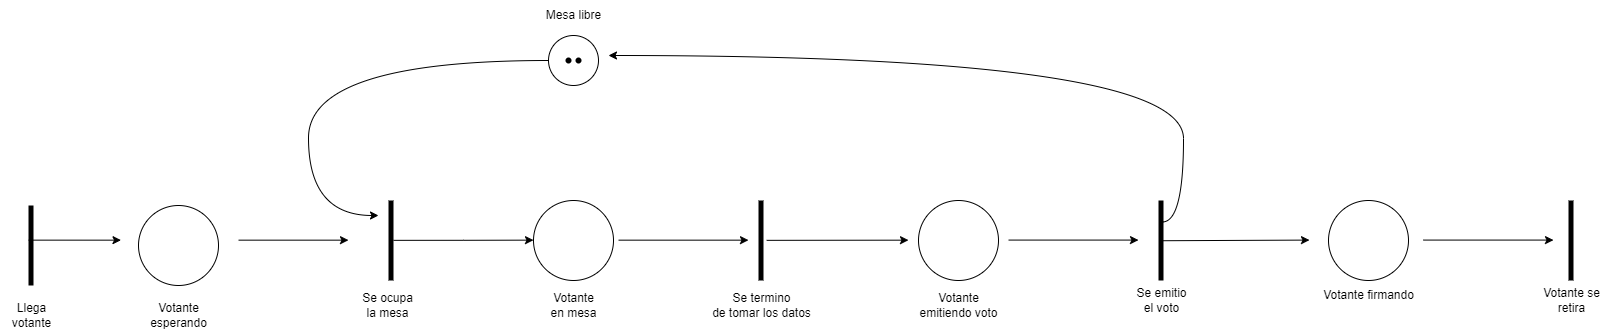 Mesa libre
Llega
votante
Votante
esperando
Se ocupa
la mesa
Votante
en mesa
Se termino
de tomar los datos
Votante
emitiendo voto
Se emitio
el voto
Votante firmando
Votante se
retira